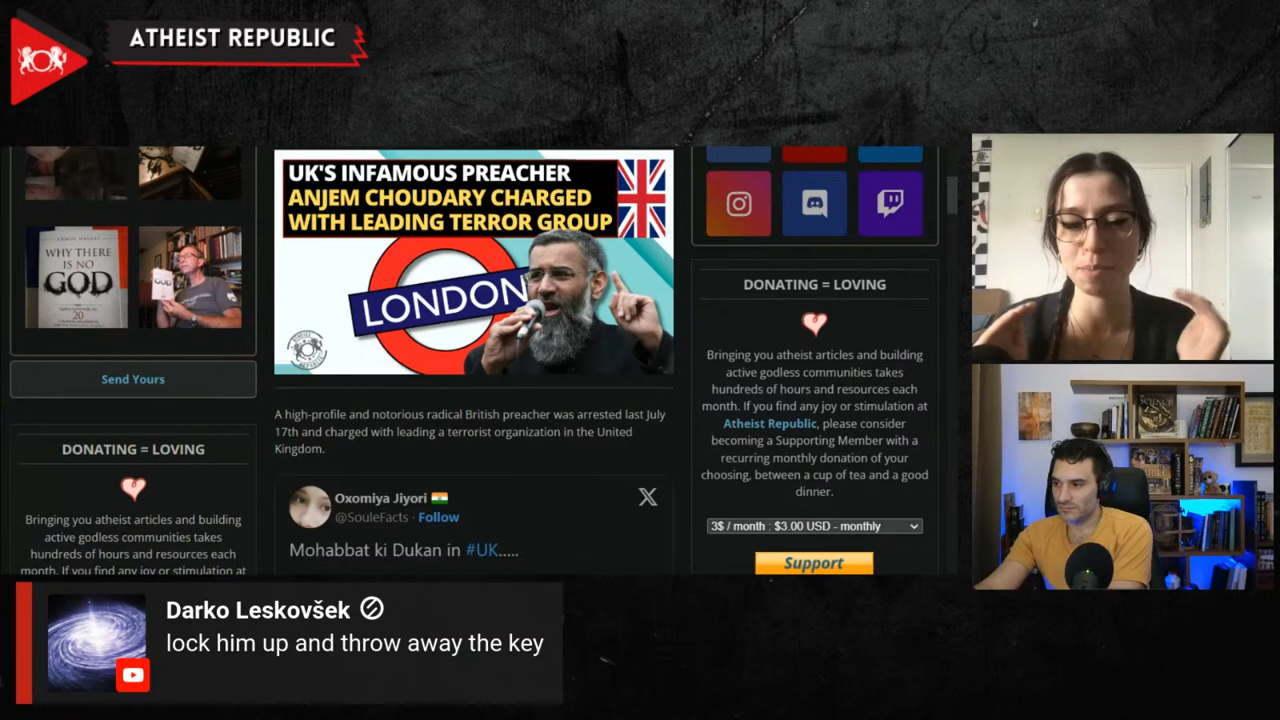 ATHEIST REPUBLIC
WHY THERE
IS NO
GOD
20
Send Yours
DONATING = LOVING
Bringing you atheist articles and building
active godless communities takes
hundreds of hours and resources each
month. If you find any joy or stimulation at
UK'S INFAMOUS PREACHER
ANJEM CHOUDARY CHARGED
WITH LEADING TERROR GROUP
LONDON
ATHEIST
REPUBLIC
A high-profile and notorious radical British preacher was arrested last July
17th and charged with leading a terrorist organization in the United
Kingdom.
Oxomiya Jiyori
@SouleFacts · Follow
Mohabbat ki Dukan in #UK.....
DONATING = LOVING
Bringing you atheist articles and building
active godless communities takes
hundreds of hours and resources each
month. If you find any joy or stimulation at
Atheist Republic, please consider
becoming a Supporting Member with a
recurring monthly donation of your
choosing, between a cup of tea and a good
dinner.
3$ / month : $3.00 USD - monthly
Support
SCIENCE
Darko Leskovšek
lock him up and throw away the key